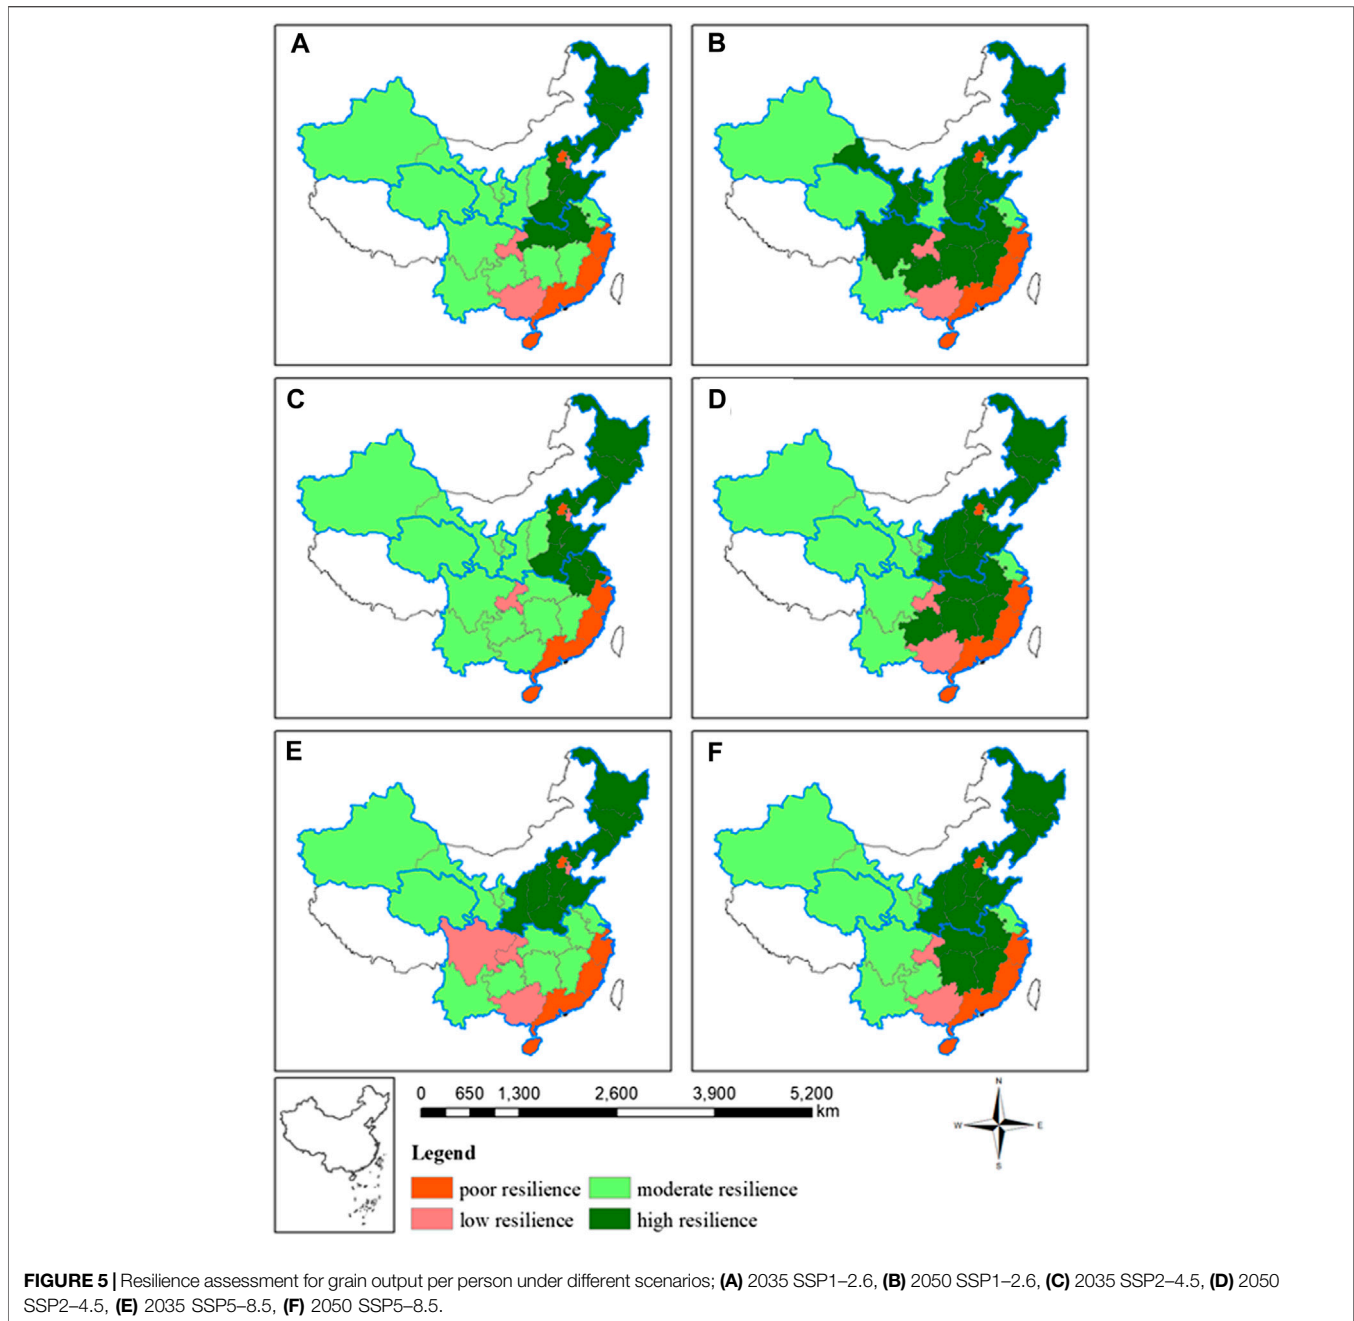 A
B
C
D
E
F
0 650 1,300 2,600 3,900 5,200
km
N
W E
S
Legend
poor resilience moderate resilience
low resilience high resilience
FIGURE 5 | Resilience assessment for grain output per person under different scenarios; (A) 2035 SSP1–2.6, (B) 2050 SSP1–2.6, (C) 2035 SSP2–4.5, (D) 2050
SSP2–4.5, (E) 2035 SSP5–8.5, (F) 2050 SSP5–8.5.